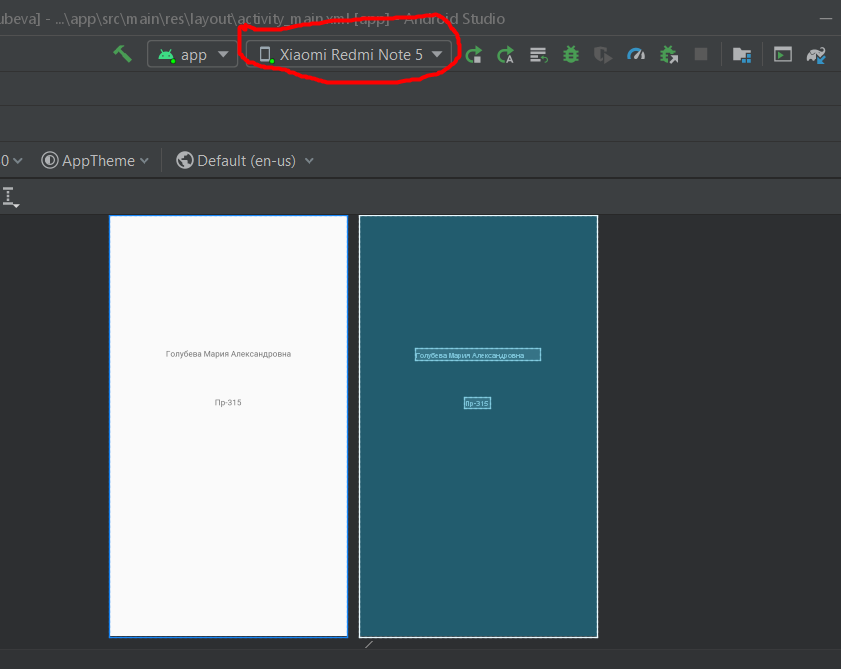 ubeva] - ...\app\src\main\res\layout\activity_main.xml [app] - Android Studio
app
Xiaomi Redmi Note 5
0
AppTheme
Default (en-us)
Голубева Мария Александровна
Голубева Мария Александровна
Пр-315
Пр-315